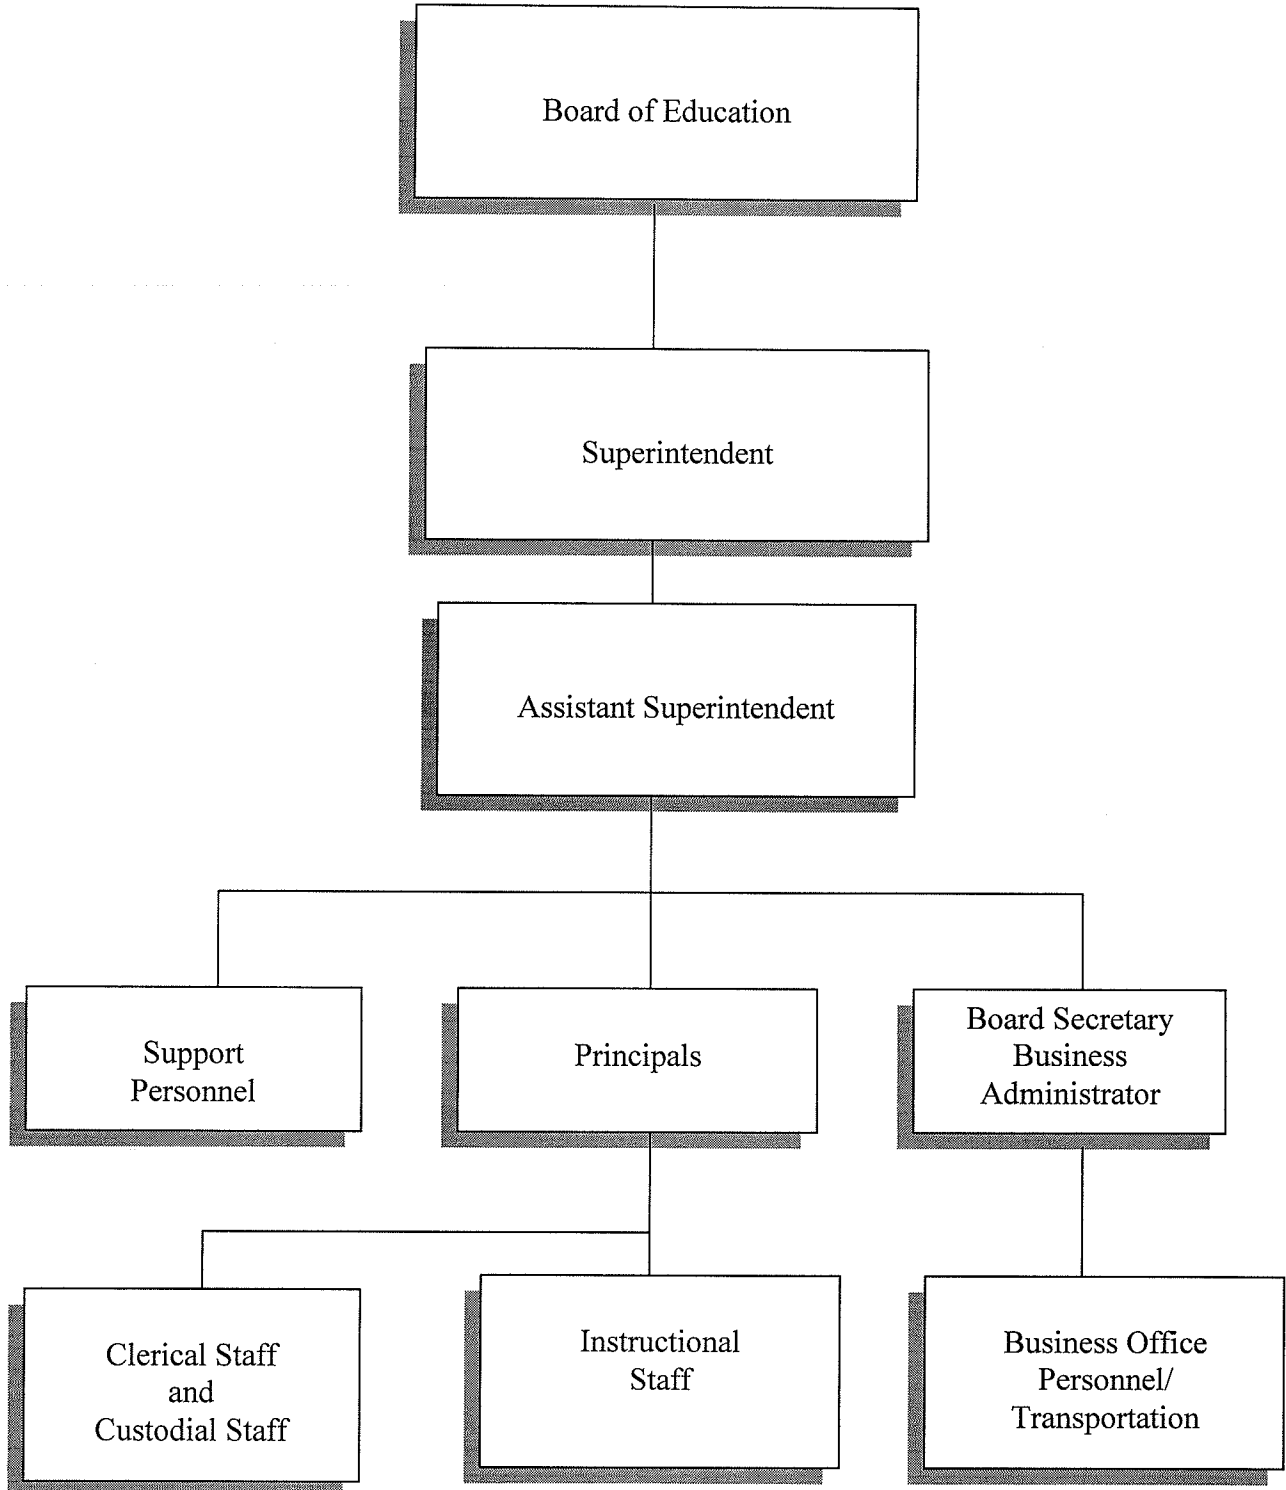 Board of Education
Superintendent
Assistant Superintendent
Support
Personnel
Principals
Board Secretary
Business
Administrator
Clerical Staff
and
Custodial Staff
Instructional
Staff
Business Office
Personnel/
Transportation